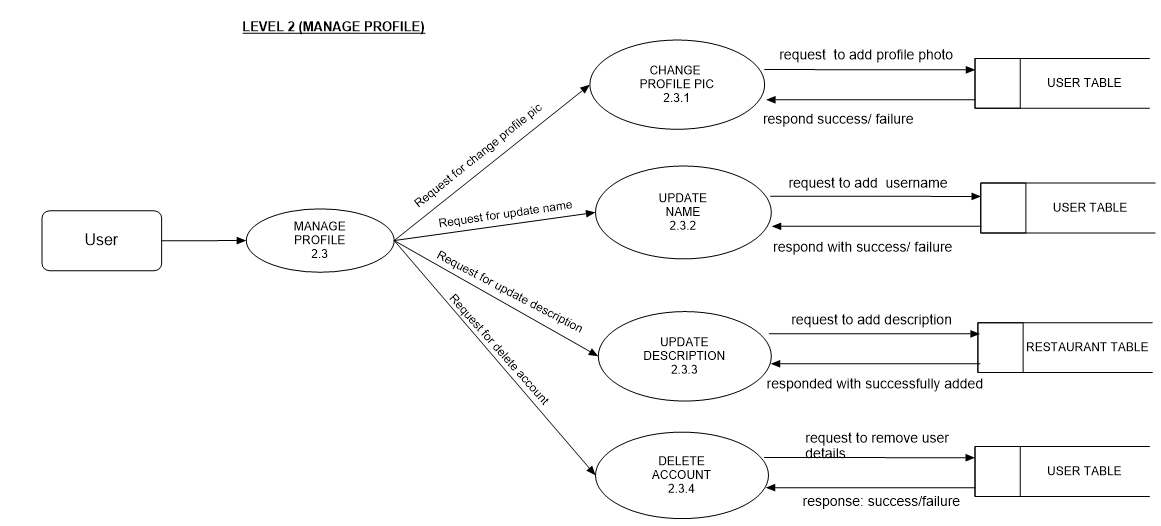 LEVEL 2 (MANAGE PROFILE)
User
MANAGE
PROFILE
2.3
Request for change profile pic
Request for update name
Request for update description
Request for delete account
CHANGE
PROFILE PIC
2.3.1
request to add profile photo
respond success/ failure
USER TABLE
UPDATE
NAME
2.3.2
request to add username
respond with success/ failure
USER TABLE
UPDATE
DESCRIPTION
2.3.3
request to add description
responded with successfully added
RESTAURANT TABLE
DELETE
ACCOUNT
2.3.4
request to remove user
details
response: success/failure
USER TABLE